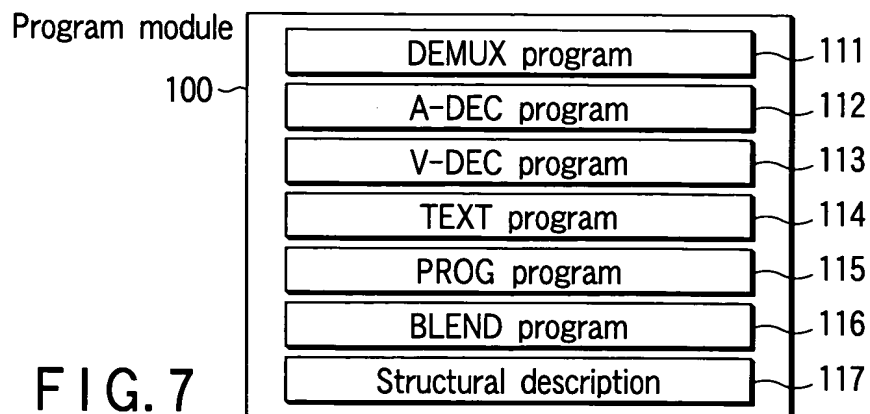 Program module
100
DEMUX program 111
A-DEC program 112
V-DEC program 113
TEXT program 114
PROG program 115
BLEND program 116
Structural description 117
FIG. 7